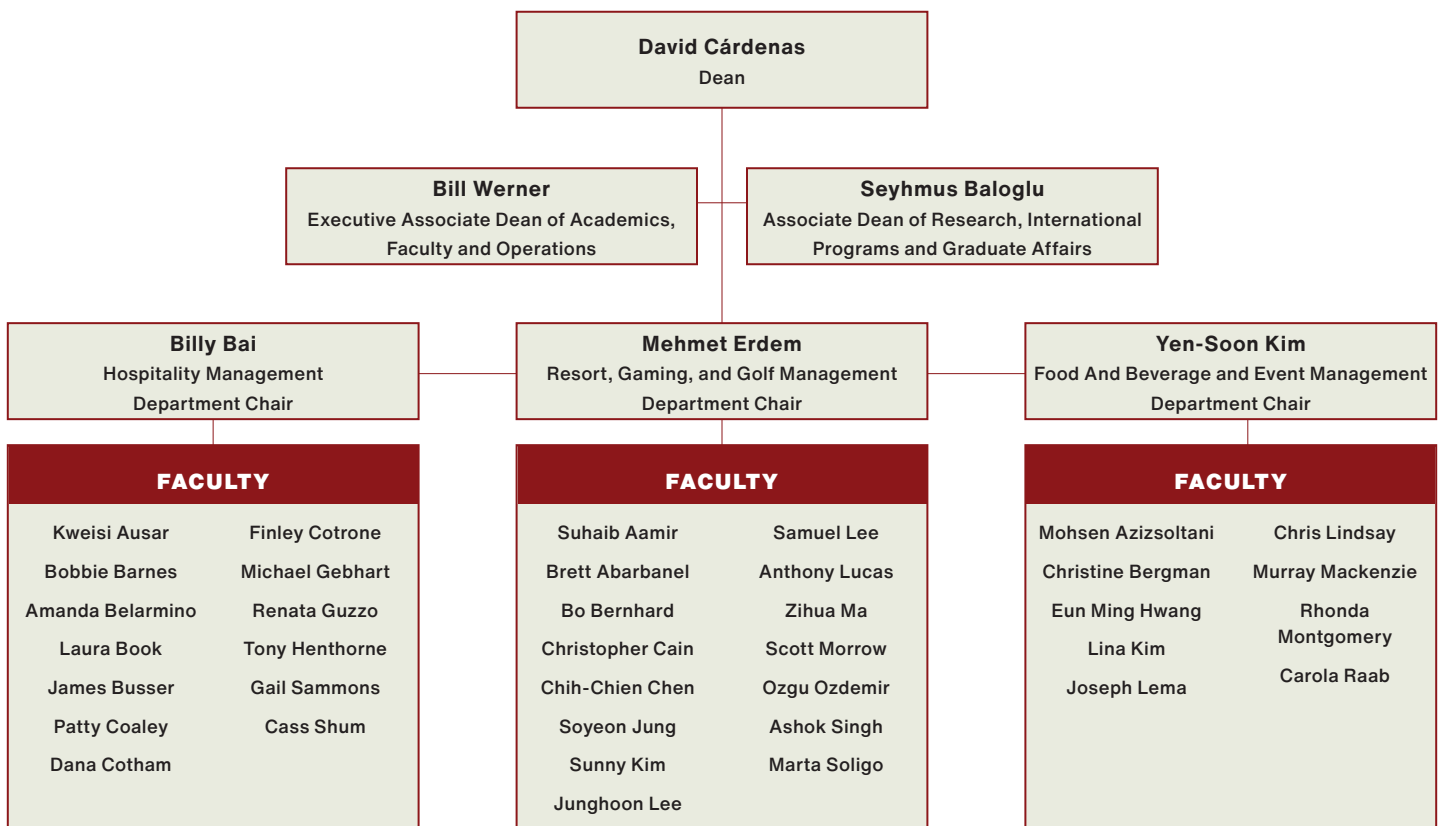 David Cárdenas
Dean
Bill Werner
Executive Associate Dean of Academics,
Faculty and Operations
Seyhmus Baloglu
Associate Dean of Research, International
Programs and Graduate Affairs
Billy Bai
Hospitality Management
Department Chair
Mehmet Erdem
Resort, Gaming, and Golf Management
Department Chair
Yen-Soon Kim
Food And Beverage and Event Management
Department Chair
FACULTY
Kweisi Ausar
Bobbie Barnes
Amanda Belarmino
Laura Book
James Busser
Patty Coaley
Dana Cotham
Finley Cotrone
Michael Gebhart
Renata Guzzo
Tony Henthorne
Gail Sammons
Cass Shum
FACULTY
Suhaib Aamir
Brett Abarbanel
Bo Bernhard
Christopher Cain
Chih-Chien Chen
Soyeon Jung
Sunny Kim
Junghoon Lee
Samuel Lee
Anthony Lucas
Zihua Ma
Scott Morrow
Ozgu Ozdemir
Ashok Singh
Marta Soligo
FACULTY
Mohsen Azizsoltani
Christine Bergman
Eun Ming Hwang
Lina Kim
Joseph Lema
Chris Lindsay
Murray Mackenzie
Rhonda
Montgomery
Carola Raab